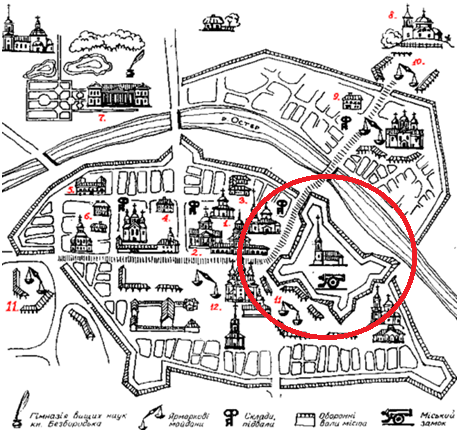 8.
10.
9.
7.
р. Остер
5.
3.
6.
4.
1.
2.
11.
12.
11
Гімназія вищих наук
кн. Безбородька
Ярмаркові
майдани
Склади,
підвали
Оборонні
вали міста
Міський
замок